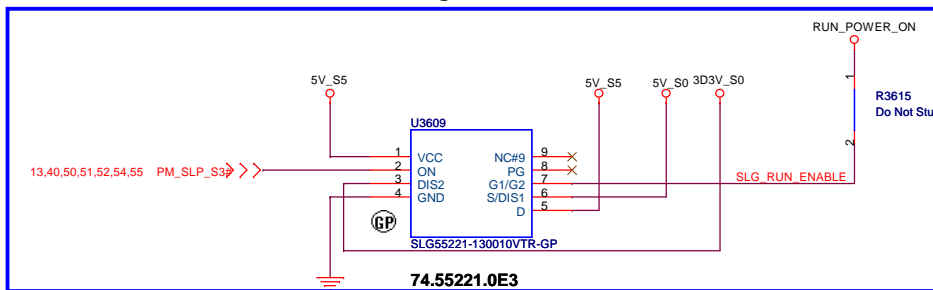 RUN_POWER_ON
5V_S5
5V_S5
5V_S0
3D3V_S0
1
R3615
Do Not Stu
2
U3609
13,40,50,51,52,54,55 PM_SLP_S3#
1 VCC
2 ON
3 DIS2
4 GND
NC#9 9
PG 8
G1/G2 7
S/DIS1 6
D 5
SLG_RUN_ENABLE
GP
SLG55221-130010VTR-GP
74.55221.0E3